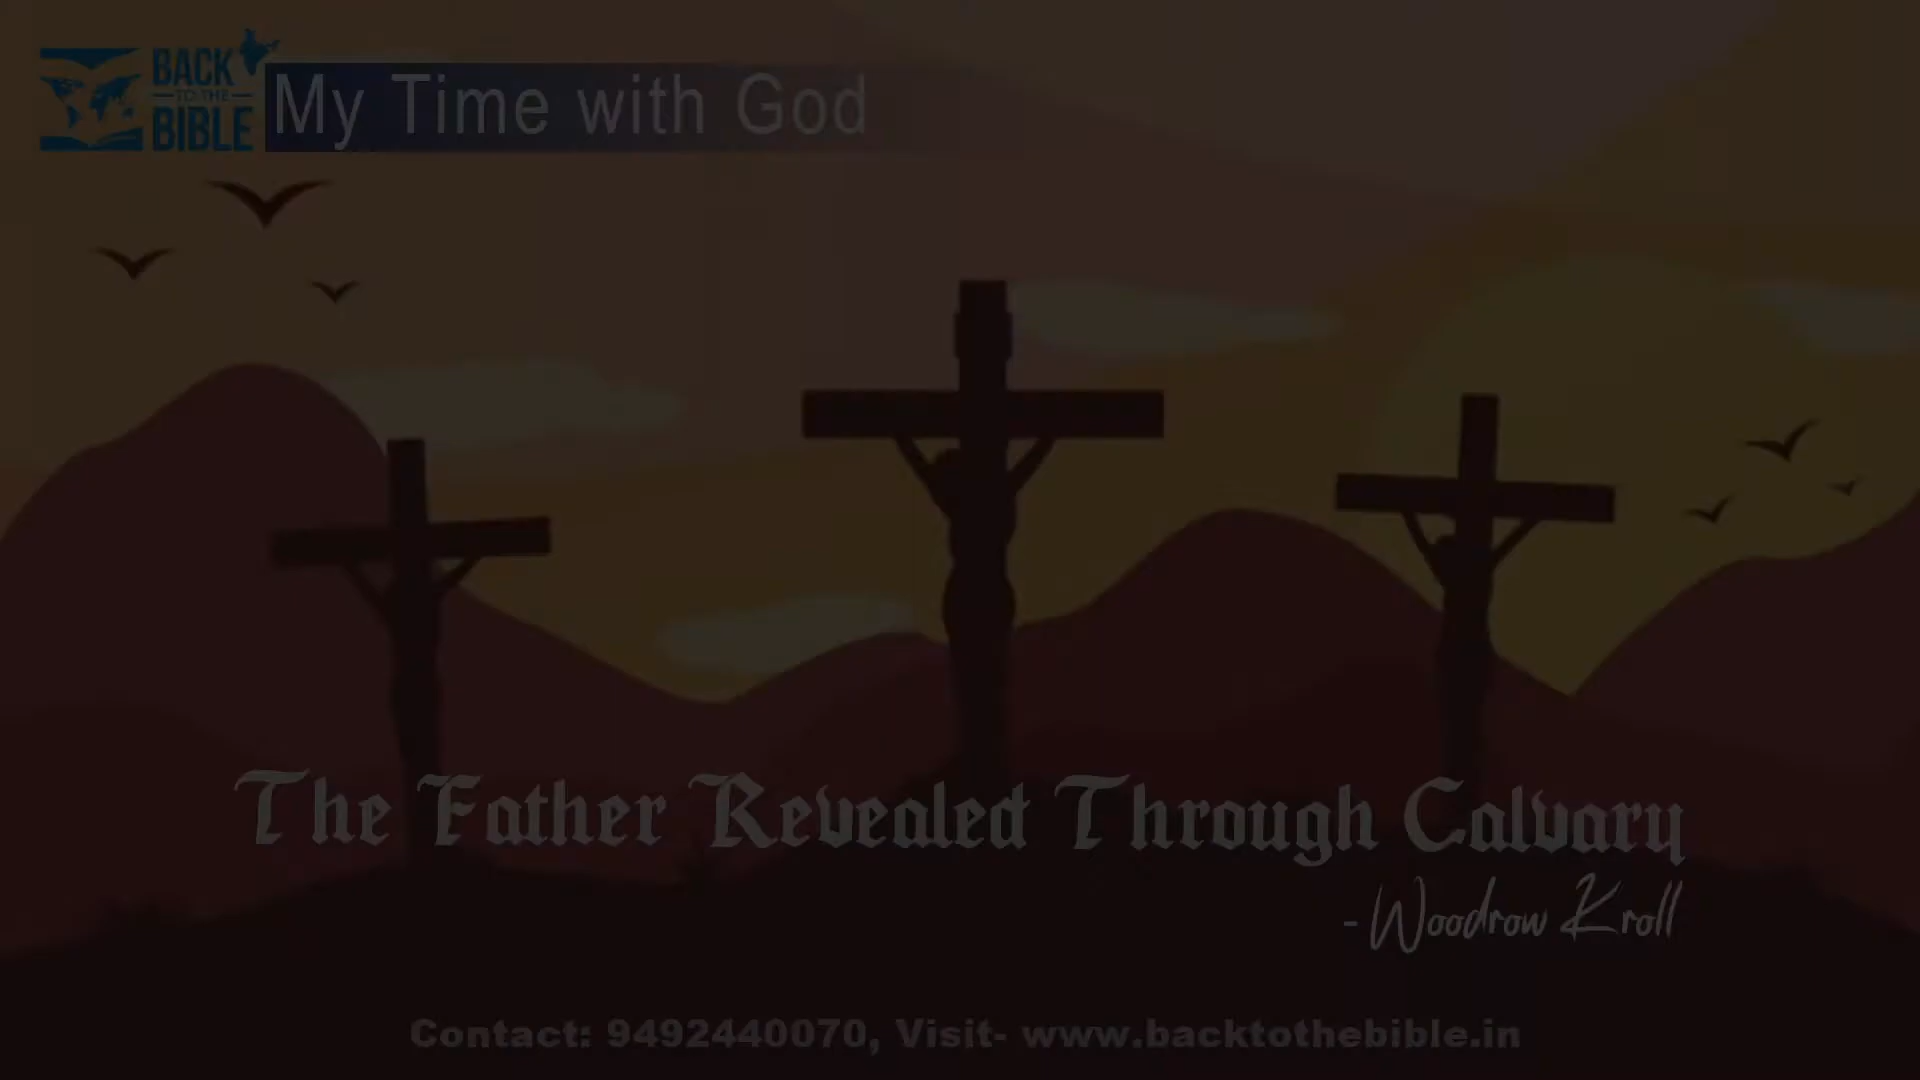 BACK
TO THE
BIBLE
My Time with God
The Father Revealed Through Calvary
- Woodrow Kroll
Contact: 9492440070, Visit- www.backtothebible.in